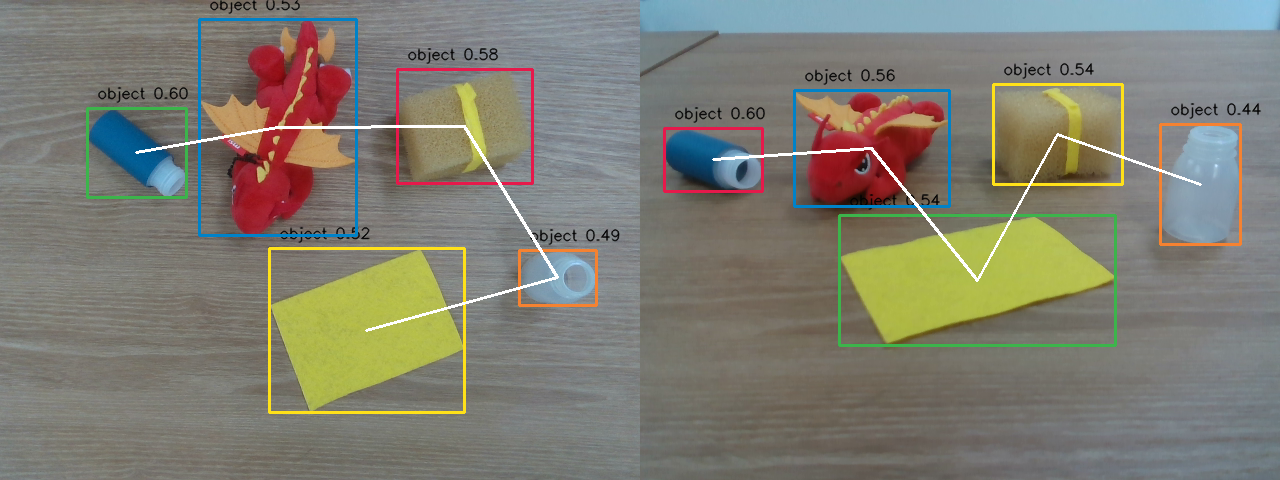 object 0.53
object 0.58
object 0.60
object 0.52
object 0.49
object 0.56
object 0.54
object 0.60
object 0.44
object 0.54